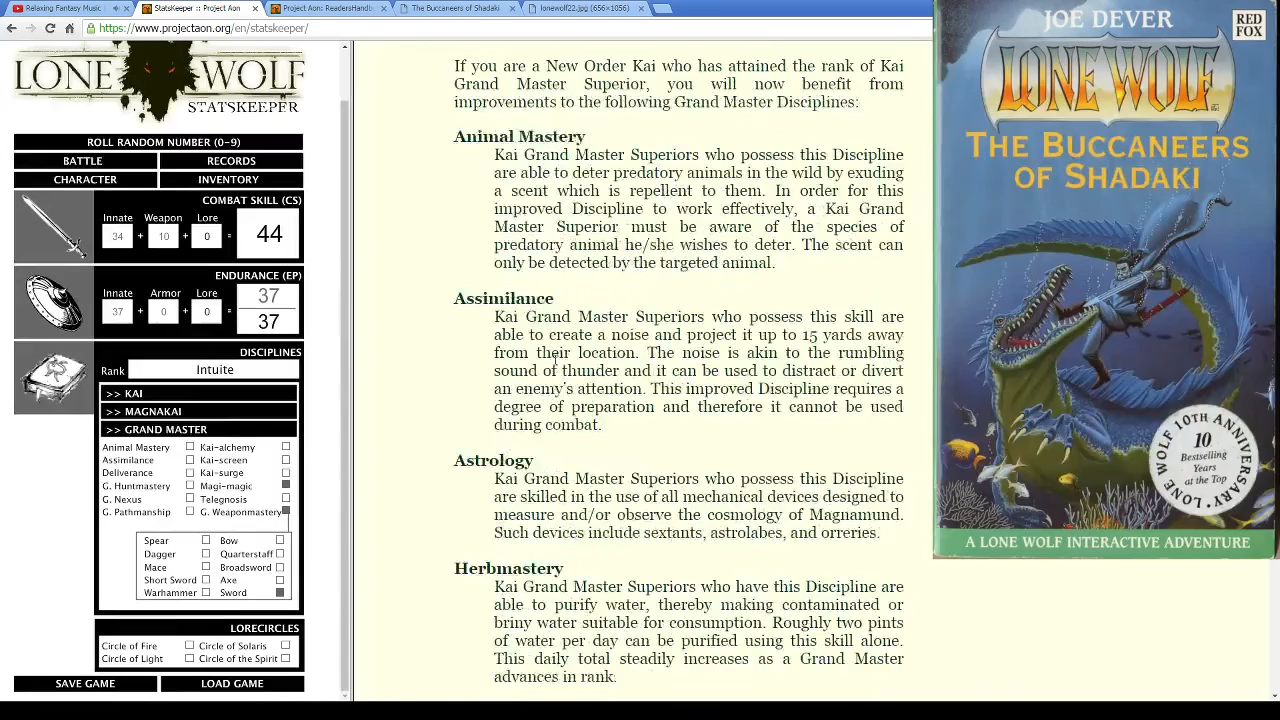 Relaxing Fantasy Music
StatsKeeper :: Project Aon
Project Aon: ReadersHandb
The Buccaneers of Shadaki
lonewolf22.jpg (656×1056)
https://www.projectaon.org/en/statskeeper/
LONE WOLF
STATSKEEPER
ROLL RANDOM NUMBER (0-9)
BATTLE RECORDS
CHARACTER INVENTORY
COMBAT SKILL (CS)
Innate Weapon Lore
34 + 10 + 0 = 44
ENDURANCE (EP)
Innate Armor Lore 37
37 + 0 + 0 = 37
DISCIPLINES
Rank Intuite
>> KAI
>> MAGNAKAI
>> GRAND MASTER
Animal Mastery Kai-alchemy
Assimilance Kai-screen
Deliverance Kai-surge
G. Huntmastery Magi-magic
G. Nexus Telegnosis
G. Pathmanship G. Weaponmastery
Spear Bow
Dagger Quarterstaff
Mace Broadsword
Short Sword Axe
Warhammer Sword
LORECIRCLES
Circle of Fire Circle of Solaris
Circle of Light Circle of the Spirit
SAVE GAME LOAD GAME
If you are a New Order Kai who has attained the rank of Kai
Grand Master Superior, you will now benefit from
improvements to the following Grand Master Disciplines:
Animal Mastery
Kai Grand Master Superiors who possess this Discipline
are able to deter predatory animals in the wild by exuding
a scent which is repellent to them. In order for this
improved Discipline to work effectively, a Kai Grand
Master Superior must be aware of the species of
predatory animal he/she wishes to deter. The scent can
only be detected by the targeted animal.
Assimilance
Kai Grand Master Superiors who possess this skill are
able to create a noise and project it up to 15 yards away
from their location. The noise is akin to the rumbling
sound of thunder and it can be used to distract or divert
an enemy's attention. This improved Discipline requires a
degree of preparation and therefore it cannot be used
during combat.
Astrology
Kai Grand Master Superiors who possess this Discipline
are skilled in the use of all mechanical devices designed to
measure and/or observe the cosmology of Magnamund.
Such devices include sextants, astrolabes, and orreries.
Herbmastery
Kai Grand Master Superiors who have this Discipline are
able to purify water, thereby making contaminated or
briny water suitable for consumption. Roughly two pints
of water per day can be purified using this skill alone.
This daily total steadily increases as a Grand Master
advances in rank.
JOE DEVER
RED
FOX
LONE WOLF
THE BUCCANEERS
OF SHADAKI
LONE WOLF 10TH ANNIVERSARY
10
Bestselling
Years
at the Top
A LONE WOLF INTERACTIVE ADVENTURE